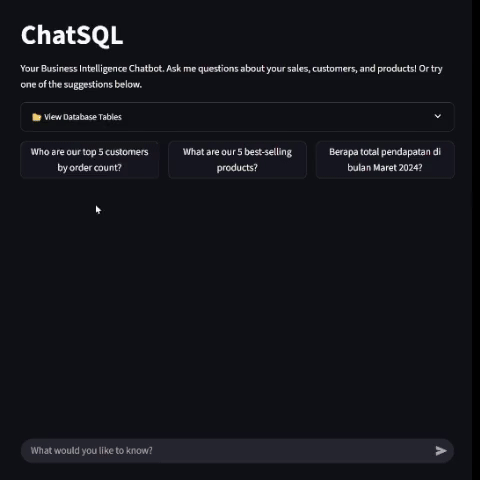 ChatSQL
Your Business Intelligence Chatbot. Ask me questions about your sales, customers, and products! Or try
one of the suggestions below.
View Database Tables
Who are our top 5 customers
by order count?
What are our 5 best-selling
products?
Berapa total pendapatan di
bulan Maret 2024?
What would you like to know?